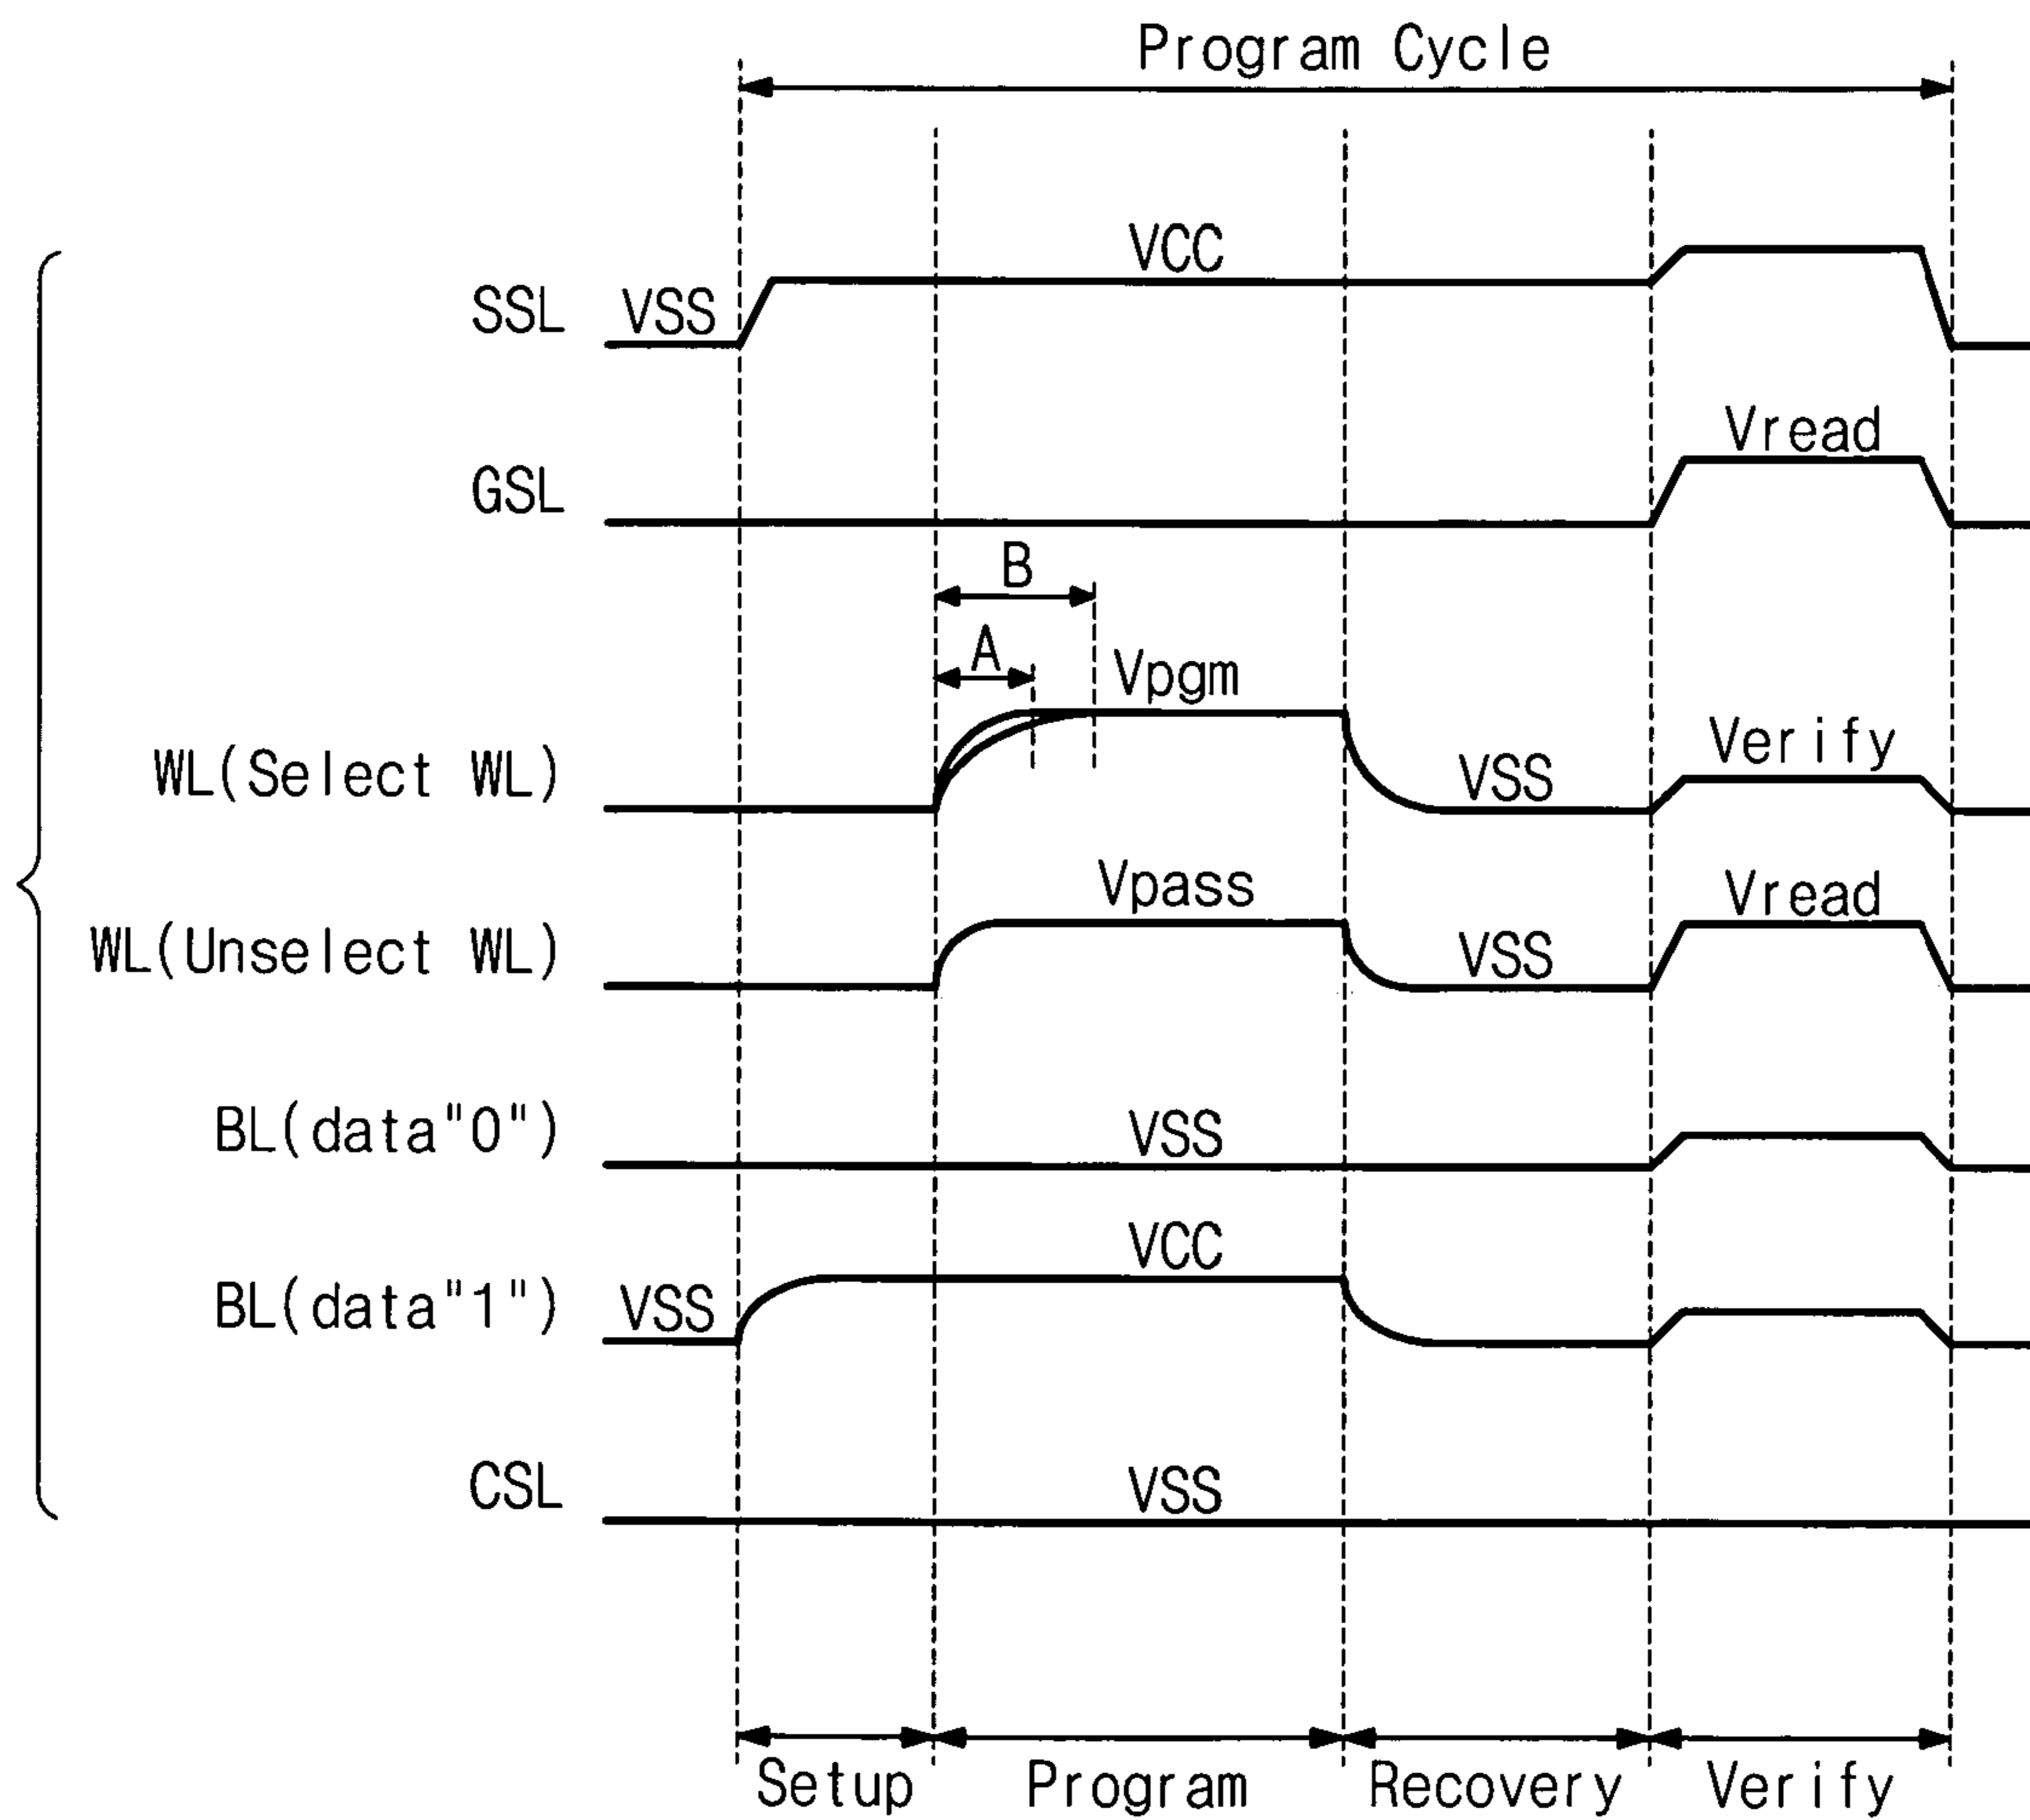 Program Cycle
VCC
SSL VSS
Vread
GSL
B
A
Vpgm
WL(Select WL) VSS Verify
Vpass Vread
WL(Unselect WL) VSS
BL(data"0") VSS
VCC
BL(data"1") VSS
CSL VSS
Setup Program Recovery Verify